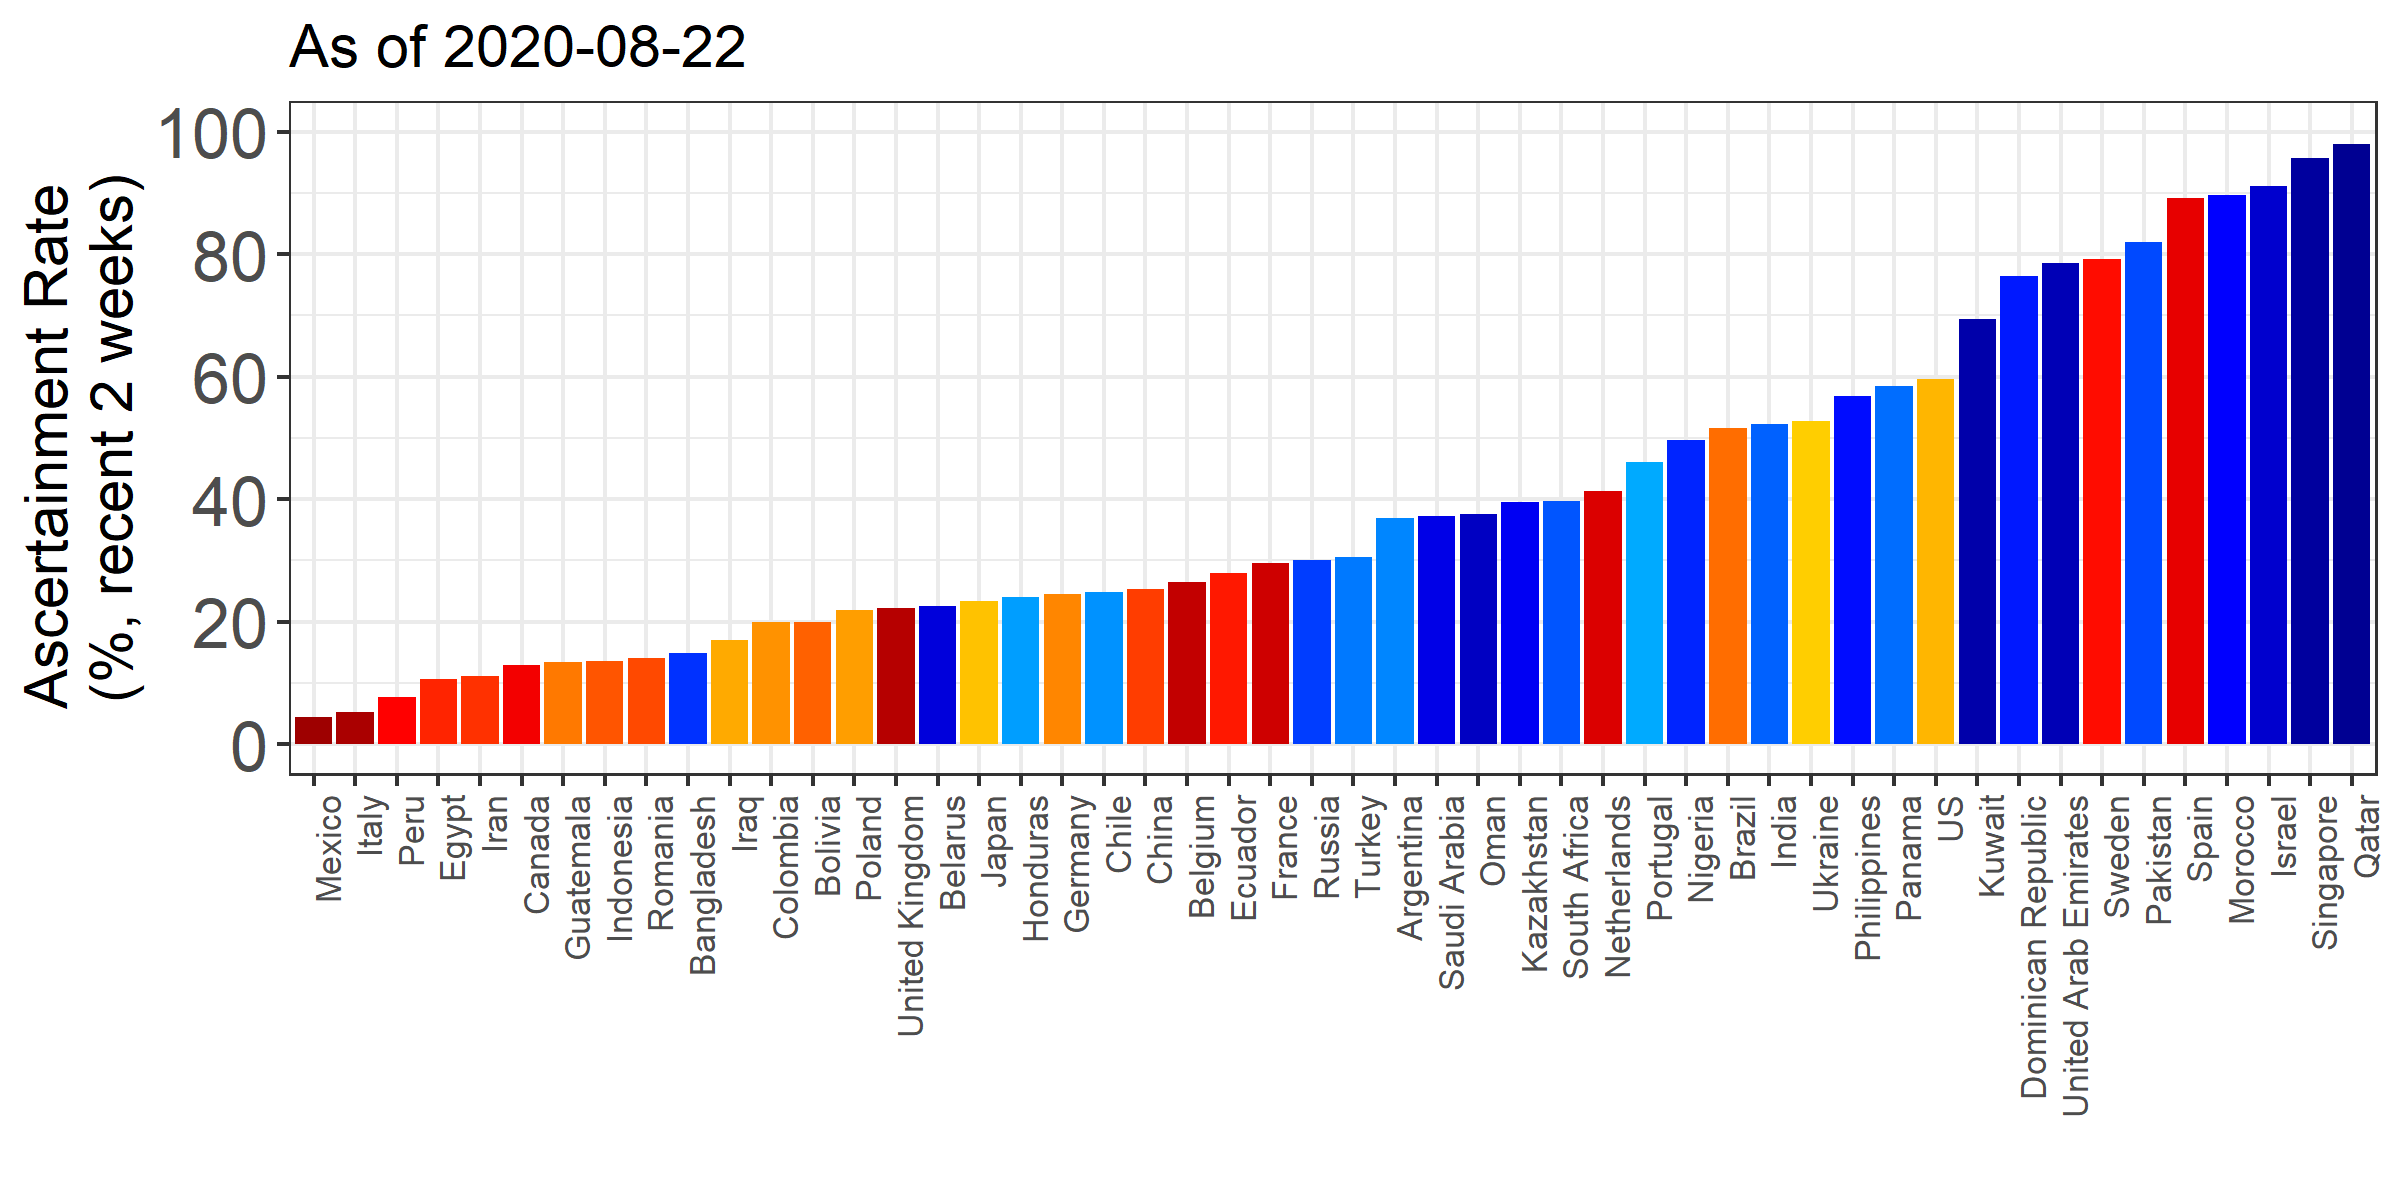 As of 2020-08-22
Ascertainment Rate
(%, recent 2 weeks)
100
80
60
40
20
0
Mexico
Italy
Peru
Egypt
Iran
Canada
Guatemala
Indonesia
Romania
Bangladesh
Iraq
Colombia
Bolivia
Poland
United Kingdom
Belarus
Japan
Honduras
Germany
Chile
China
Belgium
Ecuador
France
Russia
Turkey
Argentina
Saudi Arabia
Oman
Kazakhstan
South Africa
Netherlands
Portugal
Nigeria
Brazil
India
Ukraine
Philippines
Panama
US
Kuwait
Dominican Republic
United Arab Emirates
Sweden
Pakistan
Spain
Morocco
Israel
Singapore
Qatar